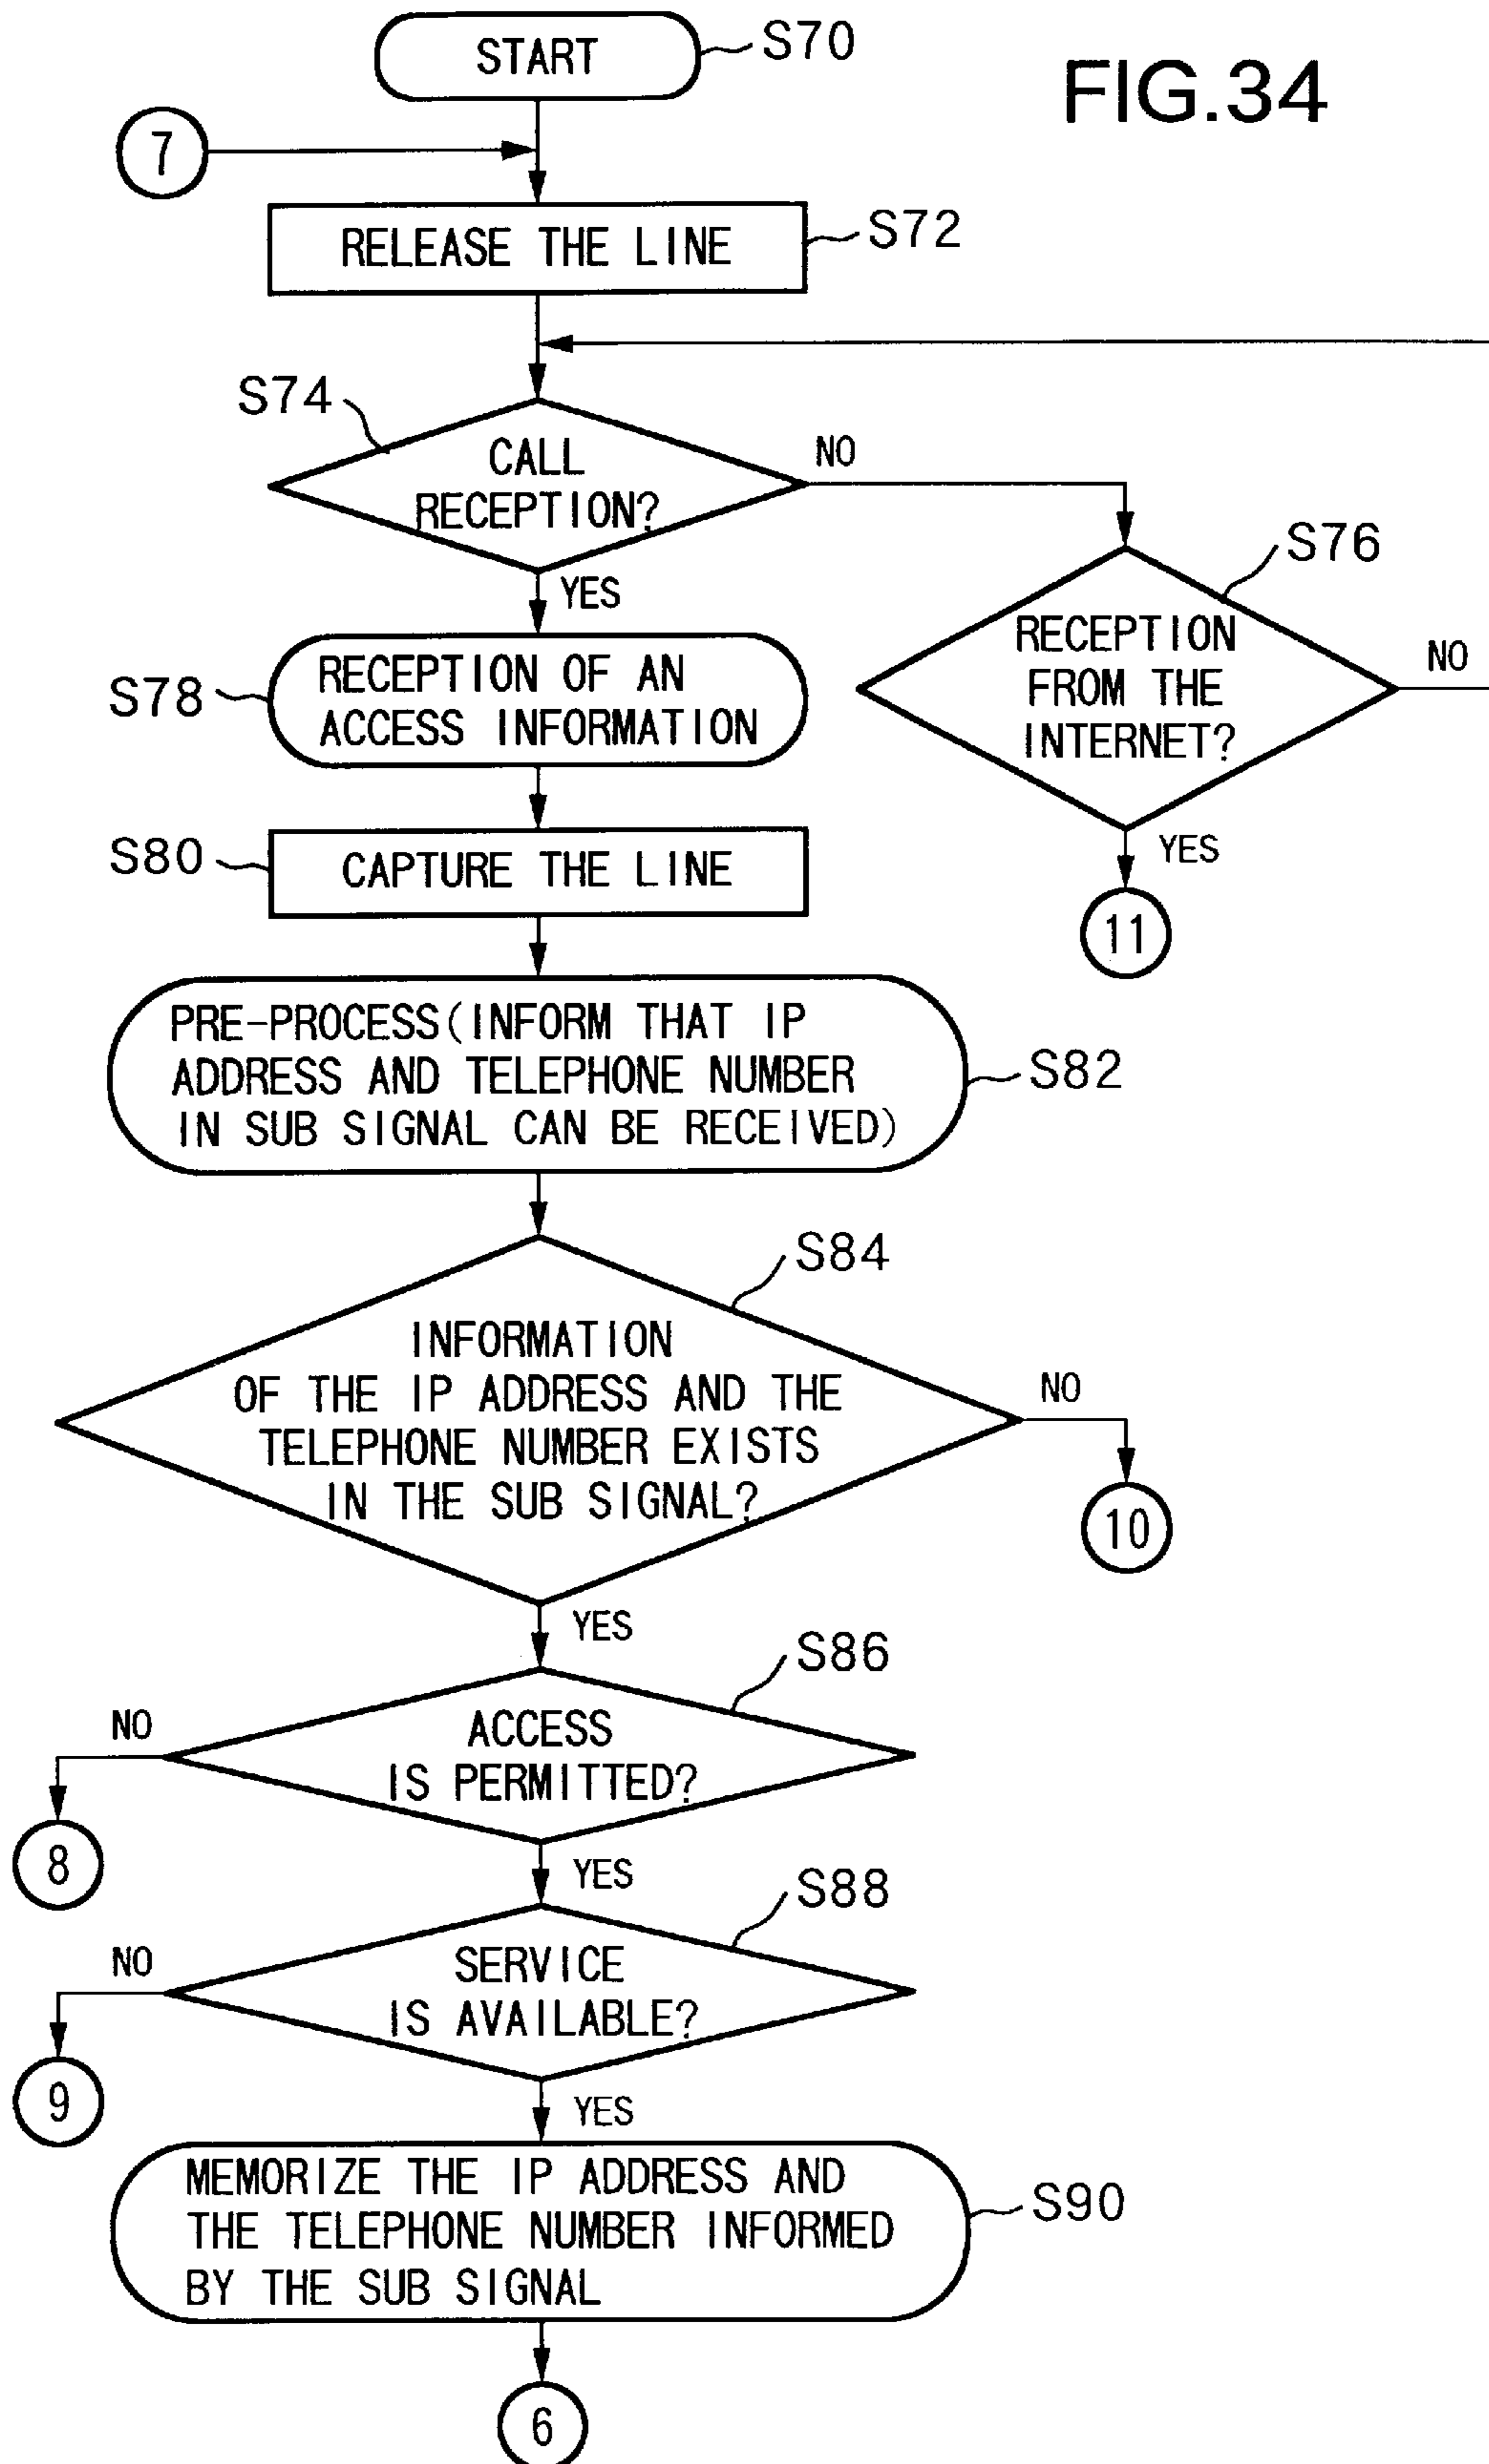 START
S70
FIG.34
7
RELEASE THE LINE
S72
S74
CALL
RECEPTION?
NO
YES
S76
RECEPTION
FROM THE
INTERNET?
NO
YES
11
S78
RECEPTION OF AN
ACCESS INFORMATION
S80
CAPTURE THE LINE
PRE-PROCESS(INFORM THAT IP
ADDRESS AND TELEPHONE NUMBER
IN SUB SIGNAL CAN BE RECEIVED)
S82
S84
INFORMATION
OF THE IP ADDRESS AND THE
TELEPHONE NUMBER EXISTS
IN THE SUB SIGNAL?
NO
10
YES
S86
ACCESS
IS PERMITTED?
NO
8
YES
S88
SERVICE
IS AVAILABLE?
NO
9
YES
MEMORIZE THE IP ADDRESS AND
THE TELEPHONE NUMBER INFORMED
BY THE SUB SIGNAL
S90
6